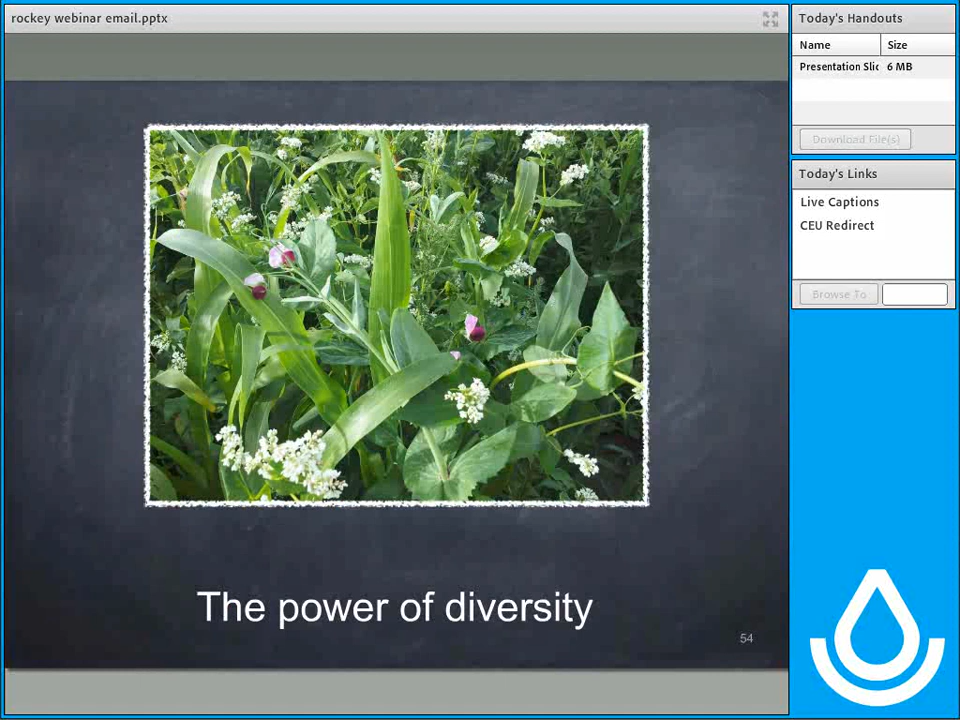 rockey webinar email.pptx
The power of diversity
54
Today's Handouts
Name Size
Presentation Slic 6 MB
Download File(s)
Today's Links
Live Captions
CEU Redirect
Browse To